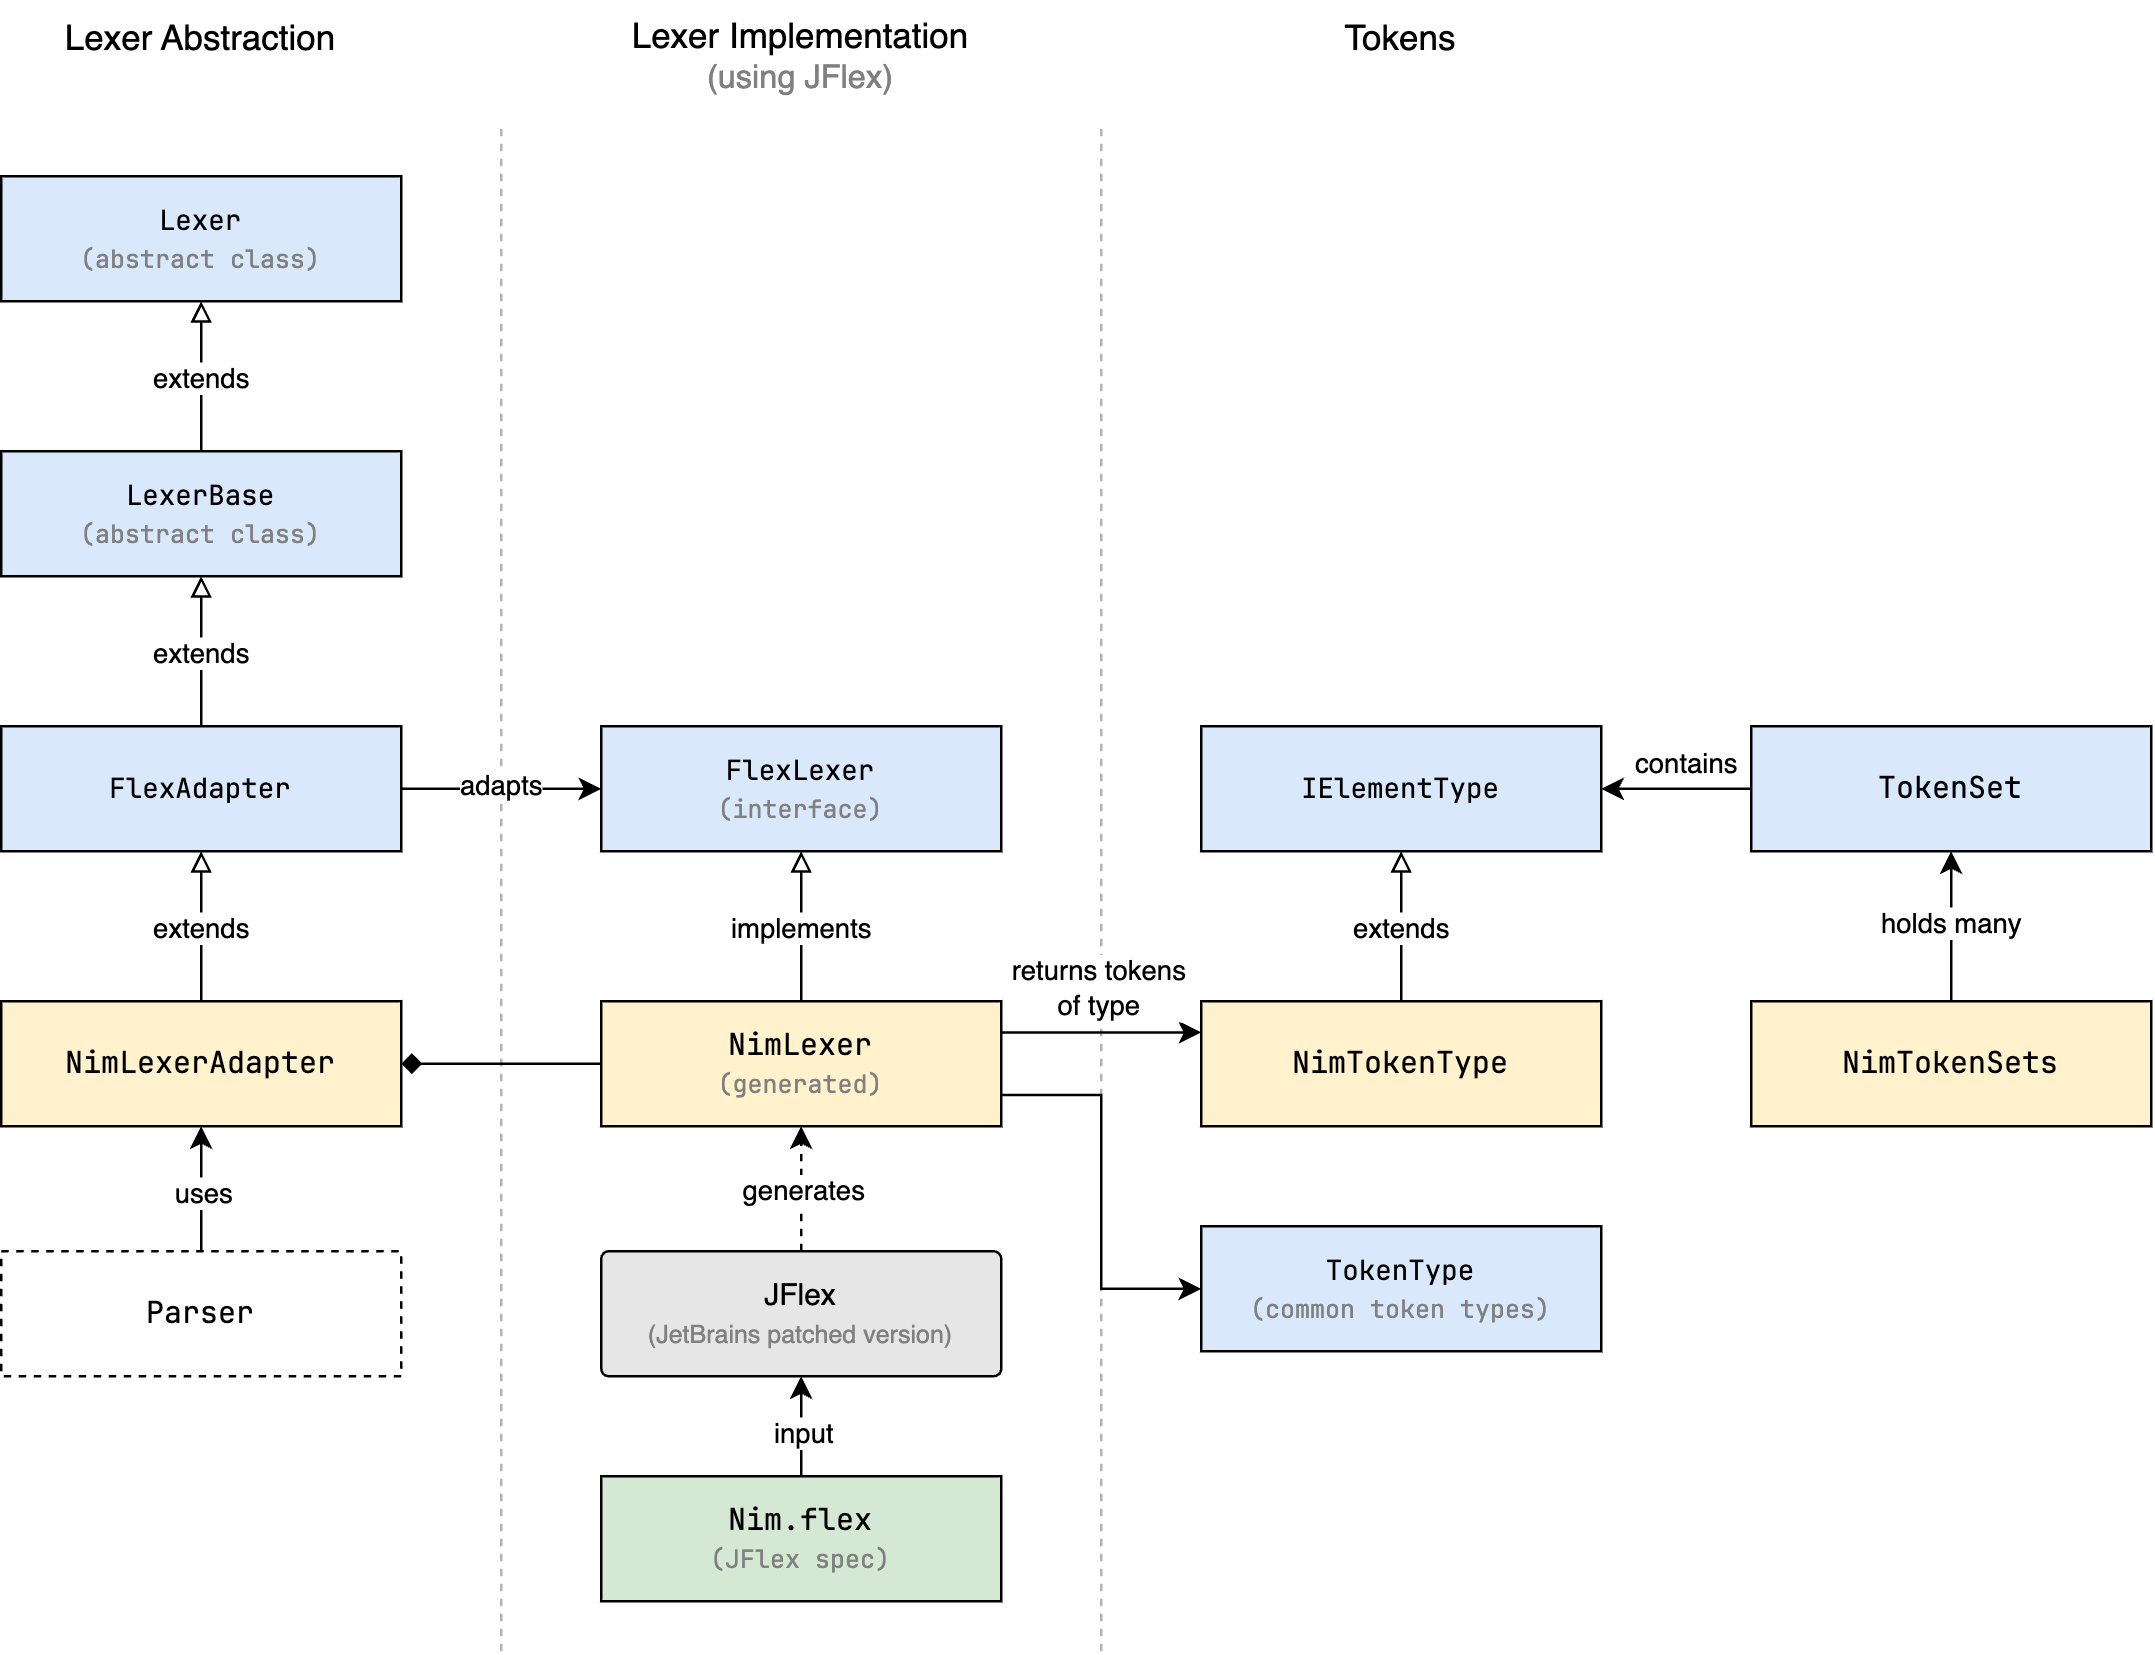 Lexer Abstraction
Lexer Implementation
(using JFlex)
Tokens
Lexer
(abstract class)
extends
LexerBase
(abstract class)
extends
FlexAdapter
adapts
FlexLexer
(interface)
IElementType
contains
TokenSet
extends
implements
extends
holds many
returns tokens
of type
NimLexerAdapter
NimLexer
(generated)
NimTokenType
NimTokenSets
uses
generates
Parser
JFlex
(JetBrains patched version)
TokenType
(common token types)
input
Nim.flex
(JFlex spec)